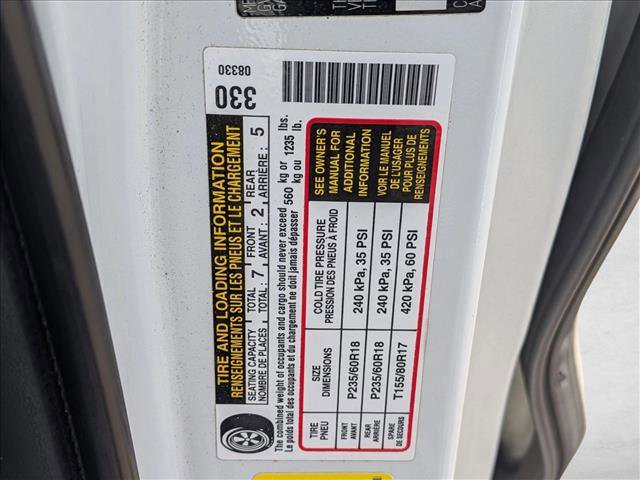 330
08330
TIRE AND LOADING INFORMATION
RENSEIGNEMENTS SUR LES PNEUS ET LE CHARGEMENT
SEATING CAPACITY TOTAL 7 FRONT 2 REAR 5
NOMBRE DE PLACES TOTAL : AVANT : ARRIÈRE :
The combined weight of occupants and cargo should never exceed 560 kg or 1235 lbs.
Le poids total des occupants et du chargement ne doit jamais dépasser kg ou lb.
TIRE SIZE COLD TIRE PRESSURE
PNEU DIMENSIONS PRESSION DES PNEUS À FROID
FRONT P235/60R18 240 kPa, 35 PSI
AVANT
REAR P235/60R18 240 kPa, 35 PSI
ARRIÈRE
SPARE T155/80R17 420 kPa, 60 PSI
DE SECOURS
SEE OWNER'S
MANUAL FOR
ADDITIONAL
INFORMATION
VOIR LE MANUEL
DE L'USAGER
POUR PLUS DE
RENSEIGNEMENTS